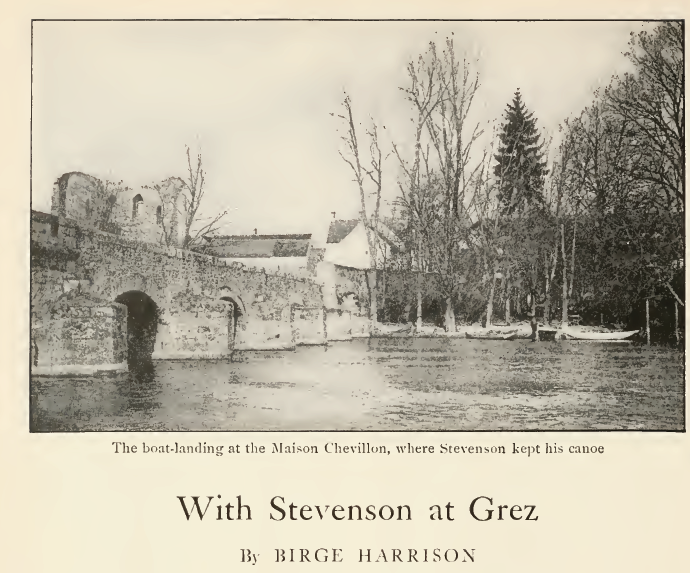 The boat-landing at the Maison Chevillon, where Stevenson kept his canoe
With Stevenson at Grez
By BIRGE HARRISON